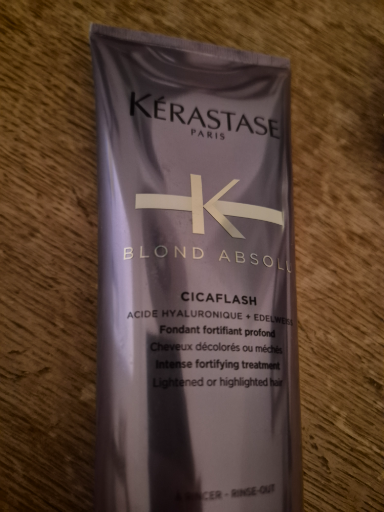 KÉRASTASE
PARIS
K
BLOND ABSOLU
CICAFLASH
ACIDE HYALURONIQUE + EDELWEISS
Fondant fortifiant profond
Cheveux décolorés ou méchés
Intense fortifying treatment
Lightened or highlighted hair
À RINCER - RINSE-OUT